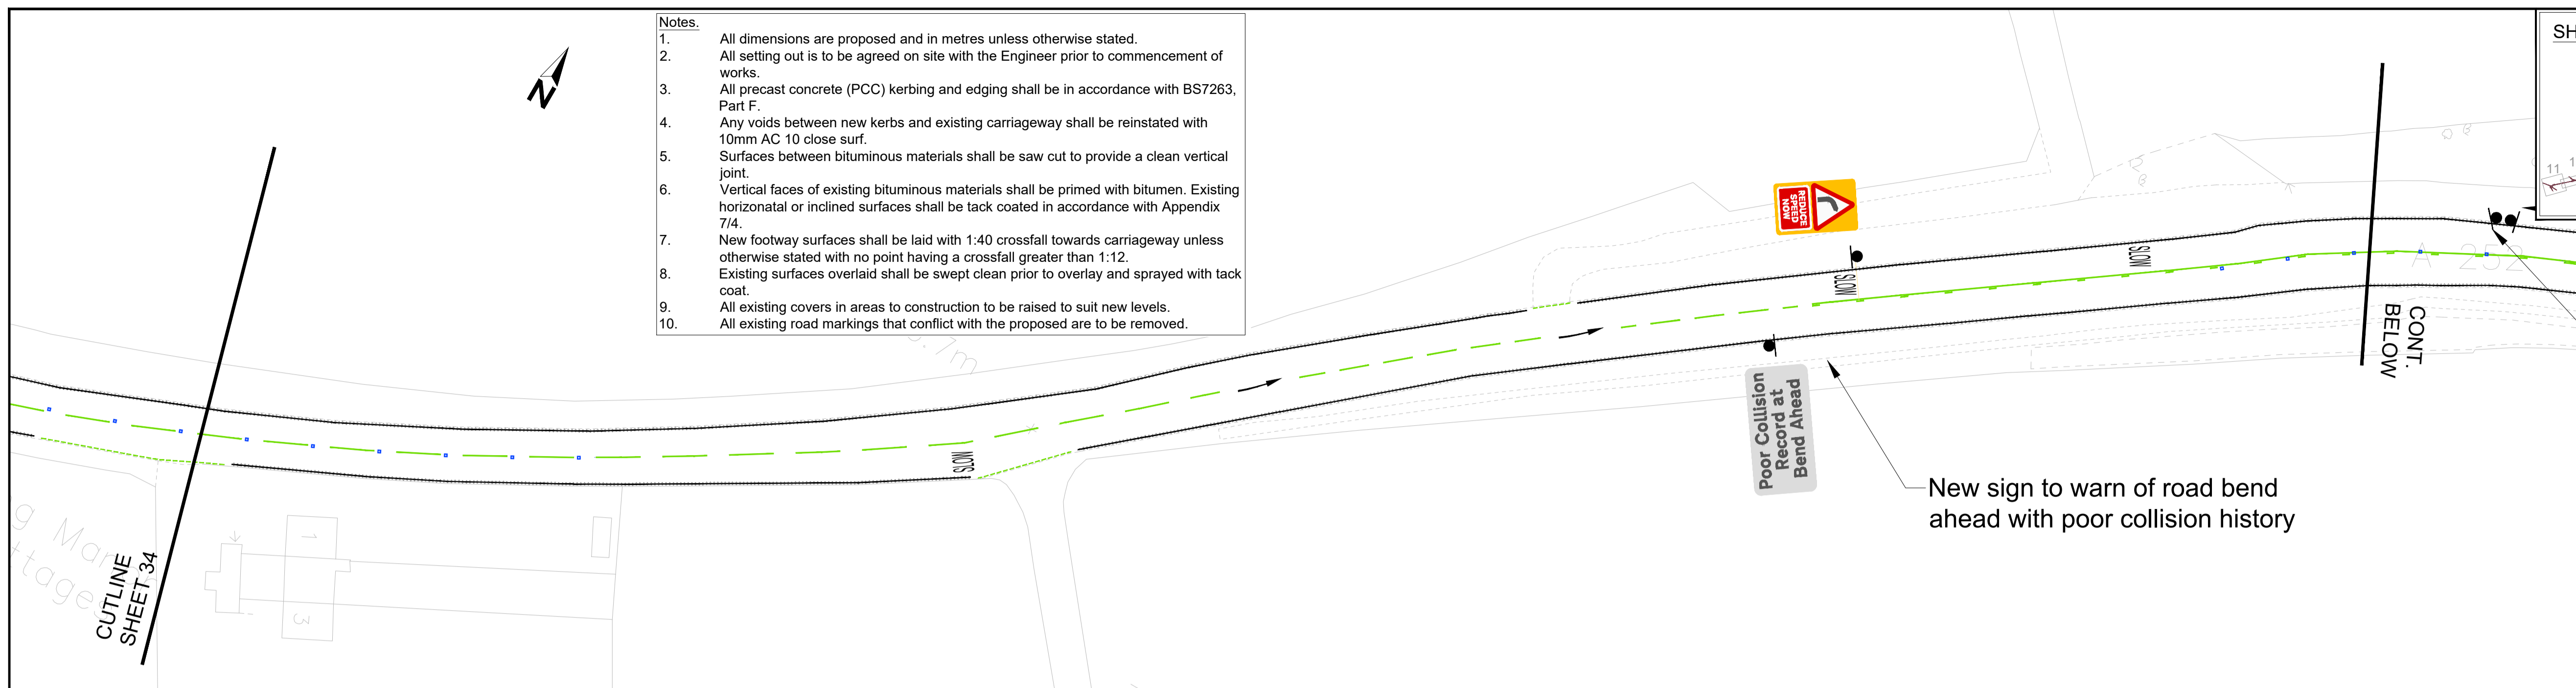 Notes.
1. All dimensions are proposed and in metres unless otherwise stated.
2. All setting out is to be agreed on site with the Engineer prior to commencement of
works.
3. All precast concrete (PCC) kerbing and edging shall be in accordance with BS7263,
Part F.
4. Any voids between new kerbs and existing carriageway shall be reinstated with
10mm AC 10 close surf.
5. Surfaces between bituminous materials shall be saw cut to provide a clean vertical
joint.
6. Vertical faces of existing bituminous materials shall be primed with bitumen. Existing
horizonatal or inclined surfaces shall be tack coated in accordance with Appendix
7/4.
7. New footway surfaces shall be laid with 1:40 crossfall towards carriageway unless
otherwise stated with no point having a crossfall greater than 1:12.
8. Existing surfaces overlaid shall be swept clean prior to overlay and sprayed with tack
coat.
9. All existing covers in areas to construction to be raised to suit new levels.
10. All existing road markings that conflict with the proposed are to be removed.
N
SH
11
REDUCE
SPEED
NOW
SLOW
SLOW
A 252
CONT.
BELOW
.7m
SLOW
Poor Collision
Record at
Bend Ahead
New sign to warn of road bend
ahead with poor collision history
CUTLINE
SHEET 34
1
3